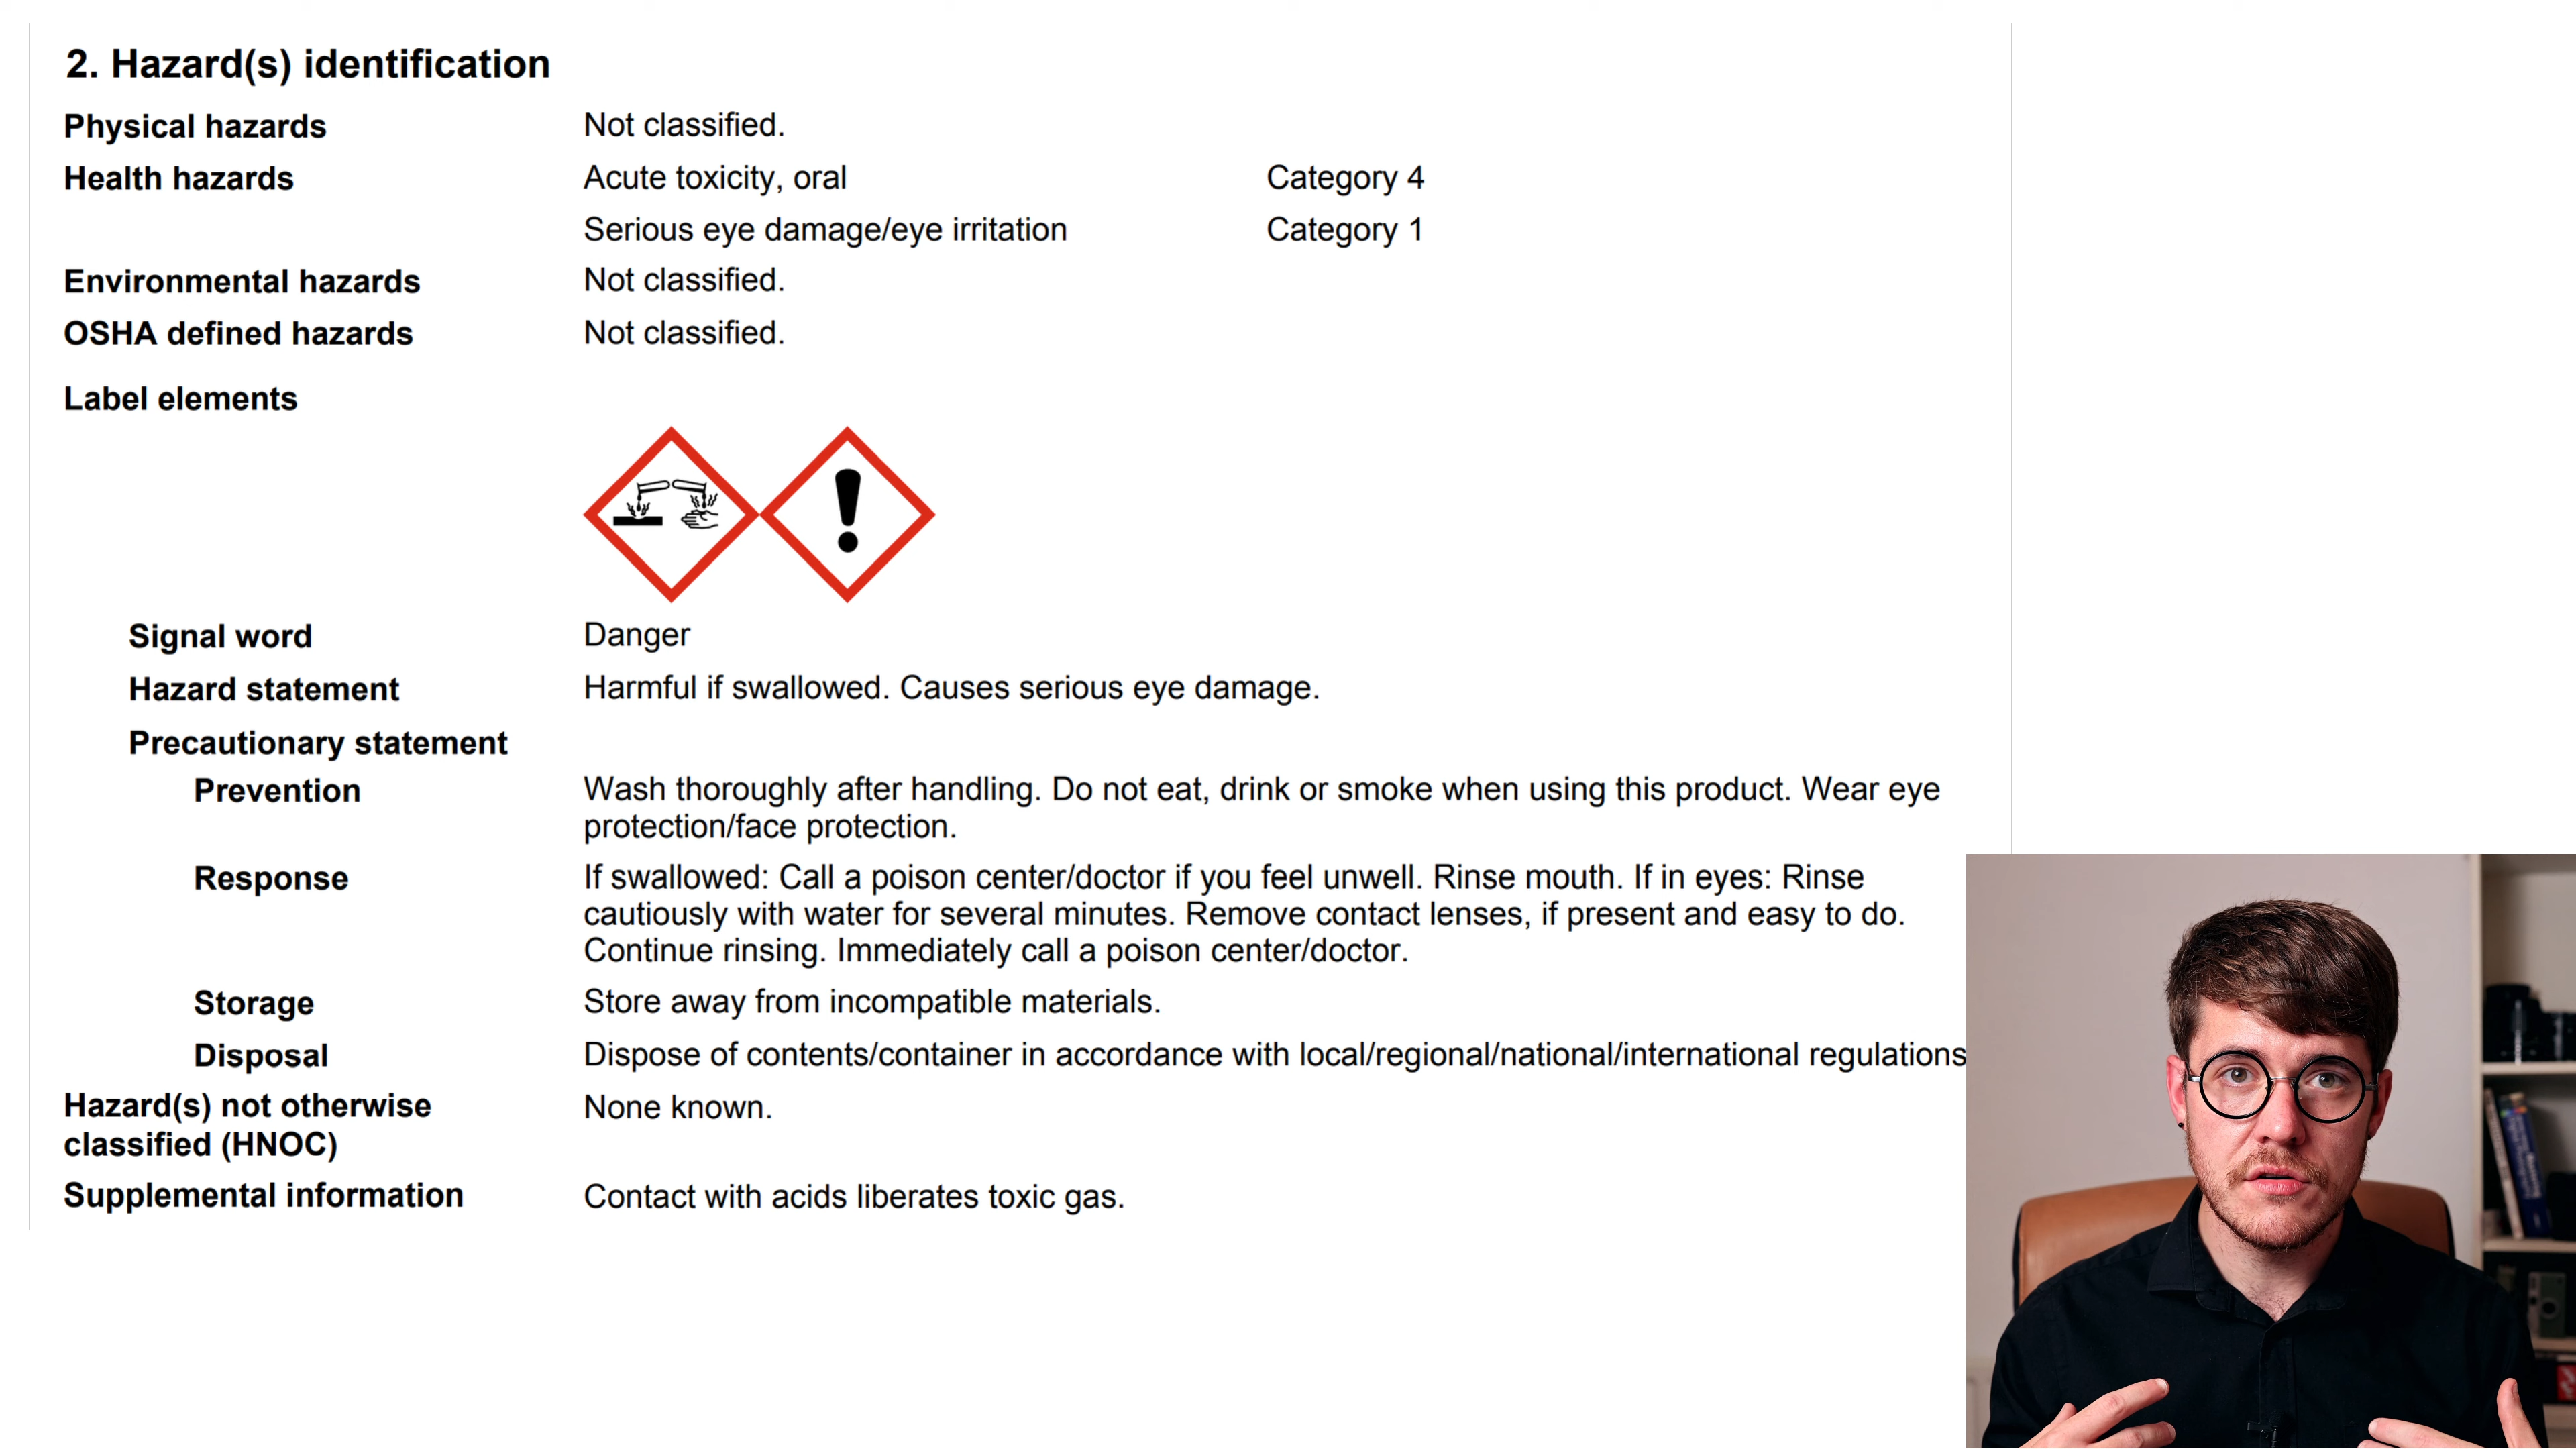 2. Hazard(s) identification
Physical hazards Not classified.
Health hazards Acute toxicity, oral Category 4
Serious eye damage/eye irritation Category 1
Environmental hazards Not classified.
OSHA defined hazards Not classified.
Label elements
Signal word Danger
Hazard statement Harmful if swallowed. Causes serious eye damage.
Precautionary statement
Prevention Wash thoroughly after handling. Do not eat, drink or smoke when using this product. Wear eye
protection/face protection.
Response If swallowed: Call a poison center/doctor if you feel unwell. Rinse mouth. If in eyes: Rinse
cautiously with water for several minutes. Remove contact lenses, if present and easy to do.
Continue rinsing. Immediately call a poison center/doctor.
Storage Store away from incompatible materials.
Disposal Dispose of contents/container in accordance with local/regional/national/international regulations
Hazard(s) not otherwise None known.
classified (HNOC)
Supplemental information Contact with acids liberates toxic gas.